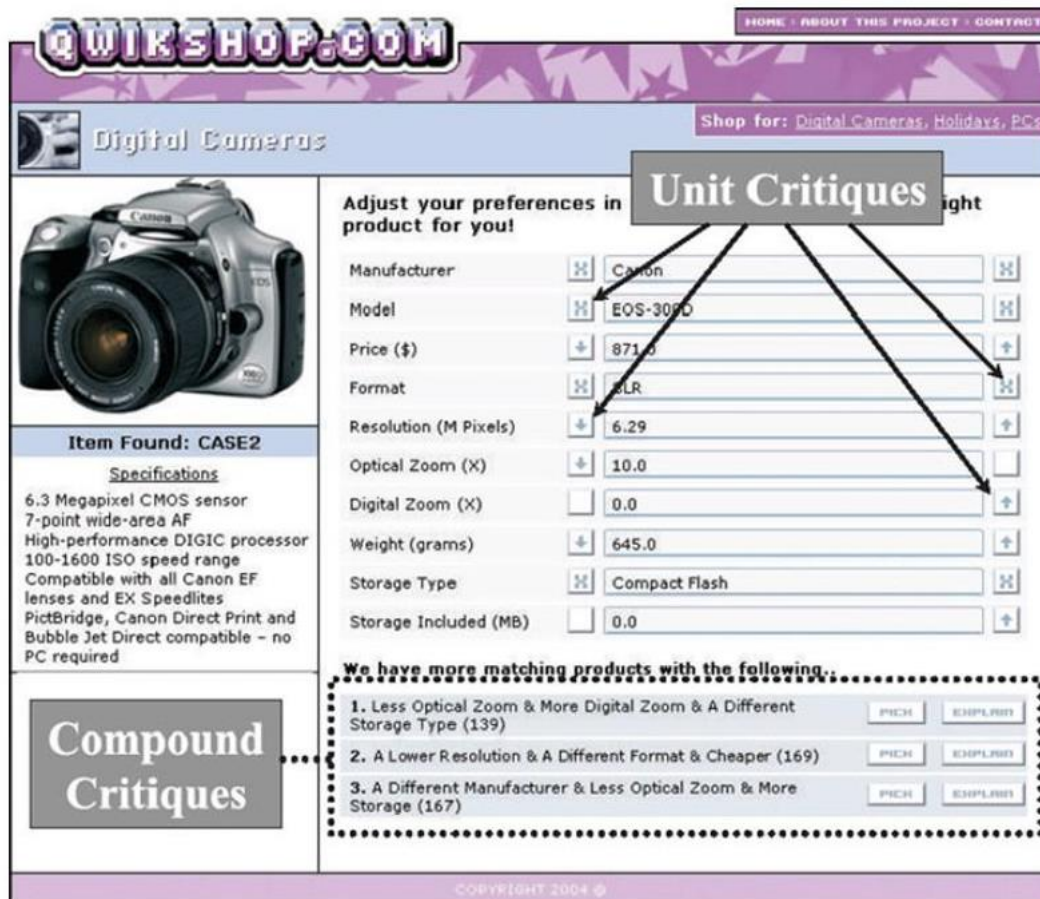 QWIKSHOP.COM
HOME : ABOUT THIS PROJECT : CONTACT
Digital Cameras
Shop for: Digital Cameras, Holidays, PCs
Unit Critiques
Adjust your preferences in ight
product for you!
Manufacturer Canon
Model EOS-300D
Price ($) 871.0
Format SLR
Resolution (M Pixels) 6.29
Optical Zoom (X) 10.0
Digital Zoom (X) 0.0
Weight (grams) 645.0
Storage Type Compact Flash
Storage Included (MB) 0.0
Canon
EOS
Item Found: CASE2
Specifications
6.3 Megapixel CMOS sensor
7-point wide-area AF
High-performance DIGIC processor
100-1600 ISO speed range
Compatible with all Canon EF
lenses and EX Speedlites
PictBridge, Canon Direct Print and
Bubble Jet Direct compatible – no
PC required
We have more matching products with the following..
1. Less Optical Zoom & More Digital Zoom & A Different
Storage Type (139)
PICK EXPLAIN
2. A Lower Resolution & A Different Format & Cheaper (169)
PICK EXPLAIN
3. A Different Manufacturer & Less Optical Zoom & More
Storage (167)
PICK EXPLAIN
Compound
Critiques
COPYRIGHT 2004 @